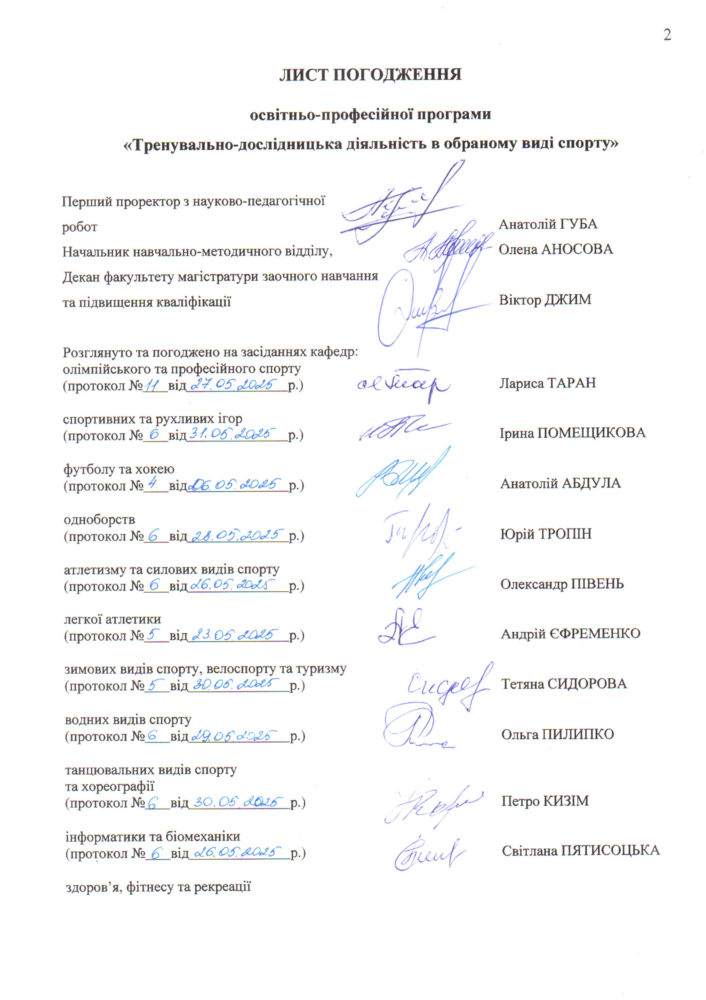 2
ЛИСТ ПОГОДЖЕННЯ
освітньо-професійної програми
«Тренувально-дослідницька діяльність в обраному виді спорту»
Перший проректор з науково-педагогічної
робот Анатолій ГУБА
Начальник навчально-методичного відділу, Олена АНОСОВА
Декан факультету магістратури заочного навчання
та підвищення кваліфікації Віктор ДЖИМ
Розглянуто та погоджено на засіданнях кафедр:
олімпійського та професійного спорту
(протокол № 11 від 27.05.2025 р.) Лариса ТАРАН
спортивних та рухливих ігор
(протокол № 6 від 31.05.2025 р.) Ірина ПОМЕЩИКОВА
футболу та хокею
(протокол № 4 від 06.05.2025 р.) Анатолій АБДУЛА
одноборств
(протокол № 6 від 28.05.2025 р.) Юрій ТРОПІН
атлетизму та силових видів спорту
(протокол № 6 від 26.05.2025 р.) Олександр ПІВЕНЬ
легкої атлетики
(протокол № 5 від 23.05.2025 р.) Андрій ЄФРЕМЕНКО
зимових видів спорту, велоспорту та туризму
(протокол № 5 від 30.05.2025 р.) Тетяна СИДОРОВА
водних видів спорту
(протокол № 6 від 29.05.2025 р.) Ольга ПИЛИПКО
танцювальних видів спорту
та хореографії
(протокол № 6 від 30.05.2025 р.) Петро КИЗІМ
інформатики та біомеханіки
(протокол № 6 від 26.05.2025 р.) Світлана ПЯТИСОЦЬКА
здоров’я, фітнесу та рекреації